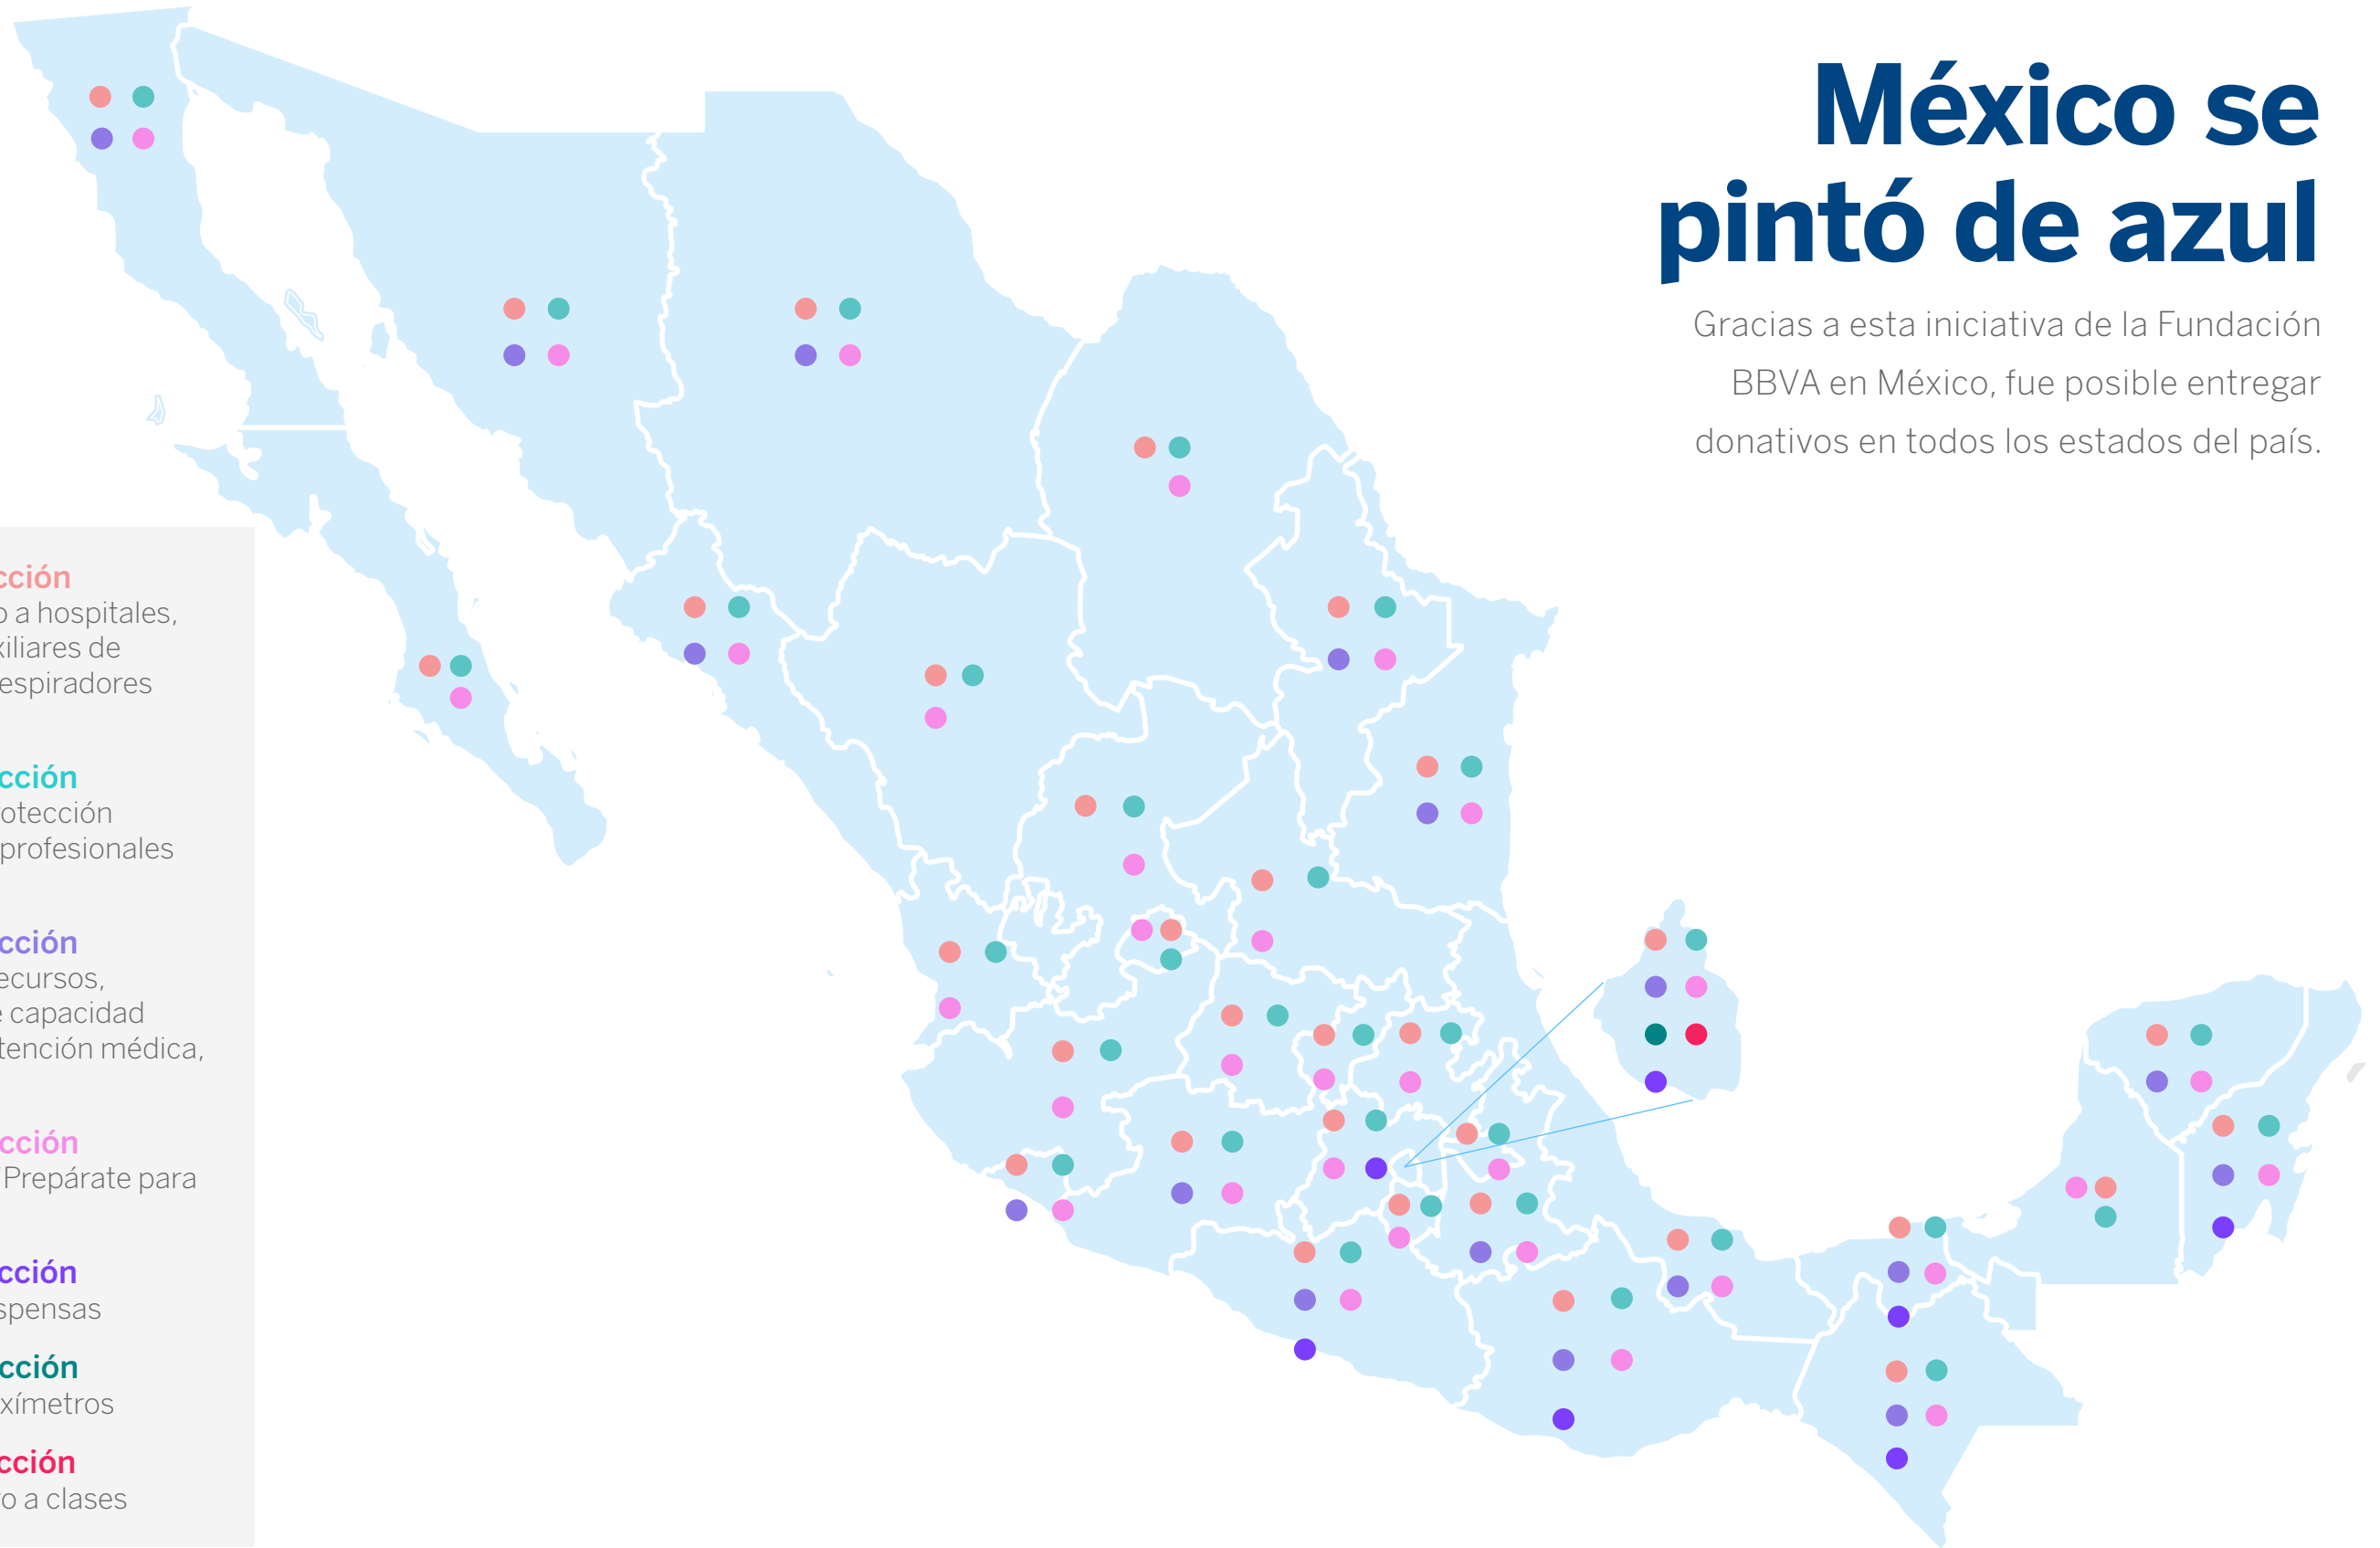 México se
pintó de azul
Gracias a esta iniciativa de la Fundación
BBVA en México, fue posible entregar
donativos en todos los estados del país.
cción
o a hospitales,
xiliares de
espiradores
cción
otección
profesionales
cción
ecursos,
e capacidad
tención médica,
cción
"Prepárate para
cción
spensas
cción
xímetros
cción
o a clases